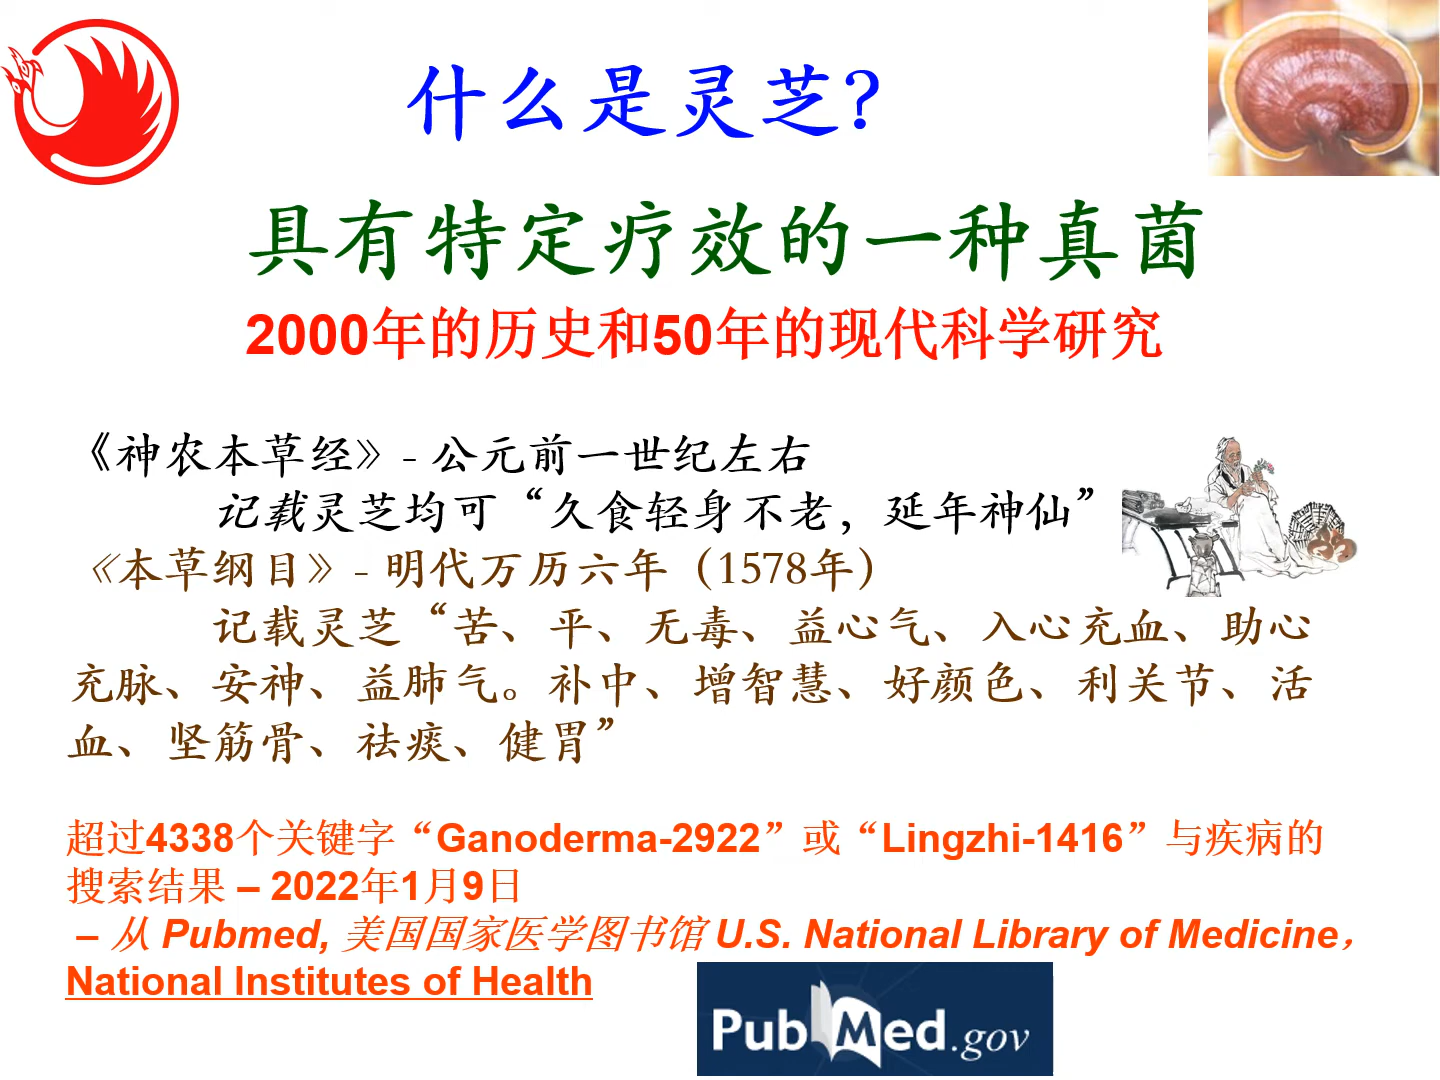 什么是灵芝?
具有特定疗效的一种真菌
2000年的历史和50年的现代科学研究
《神农本草经》- 公元前一世纪左右
记载灵芝均可“久食轻身不老，延年神仙”
《本草纲目》- 明代万历六年（1578年）
记载灵芝“苦、平、无毒、益心气、入心充血、助心
充脉、安神、益肺气。补中、增智慧、好颜色、利关节、活
血、坚筋骨、祛痰、健胃”
超过4338个关键字“Ganoderma-2922”或“Lingzhi-1416”与疾病的
搜索结果 – 2022年1月9日
– 从 Pubmed, 美国国家医学图书馆 U.S. National Library of Medicine，
National Institutes of Health
PubMed.gov